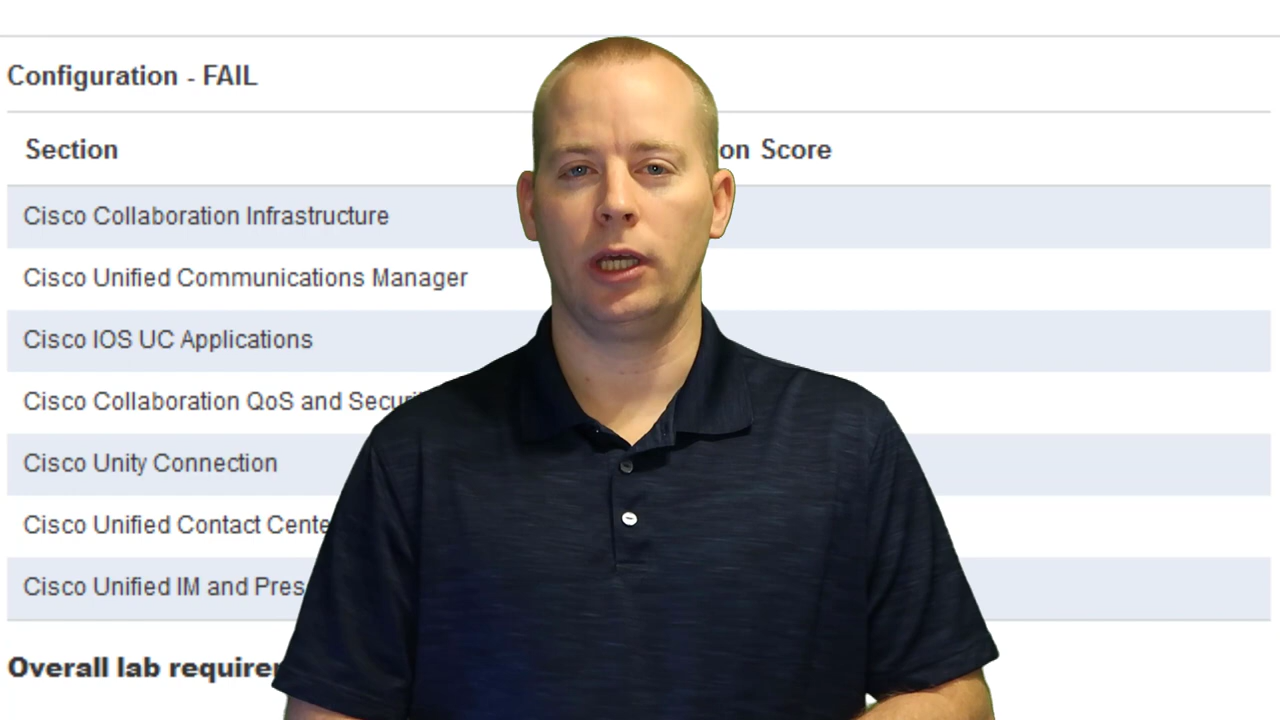 Configuration - FAIL
Section on Score
Cisco Collaboration Infrastructure
Cisco Unified Communications Manager
Cisco IOS UC Applications
Cisco Collaboration QoS and Securi
Cisco Unity Connection
Cisco Unified Contact Cente
Cisco Unified IM and Pres
Overall lab require